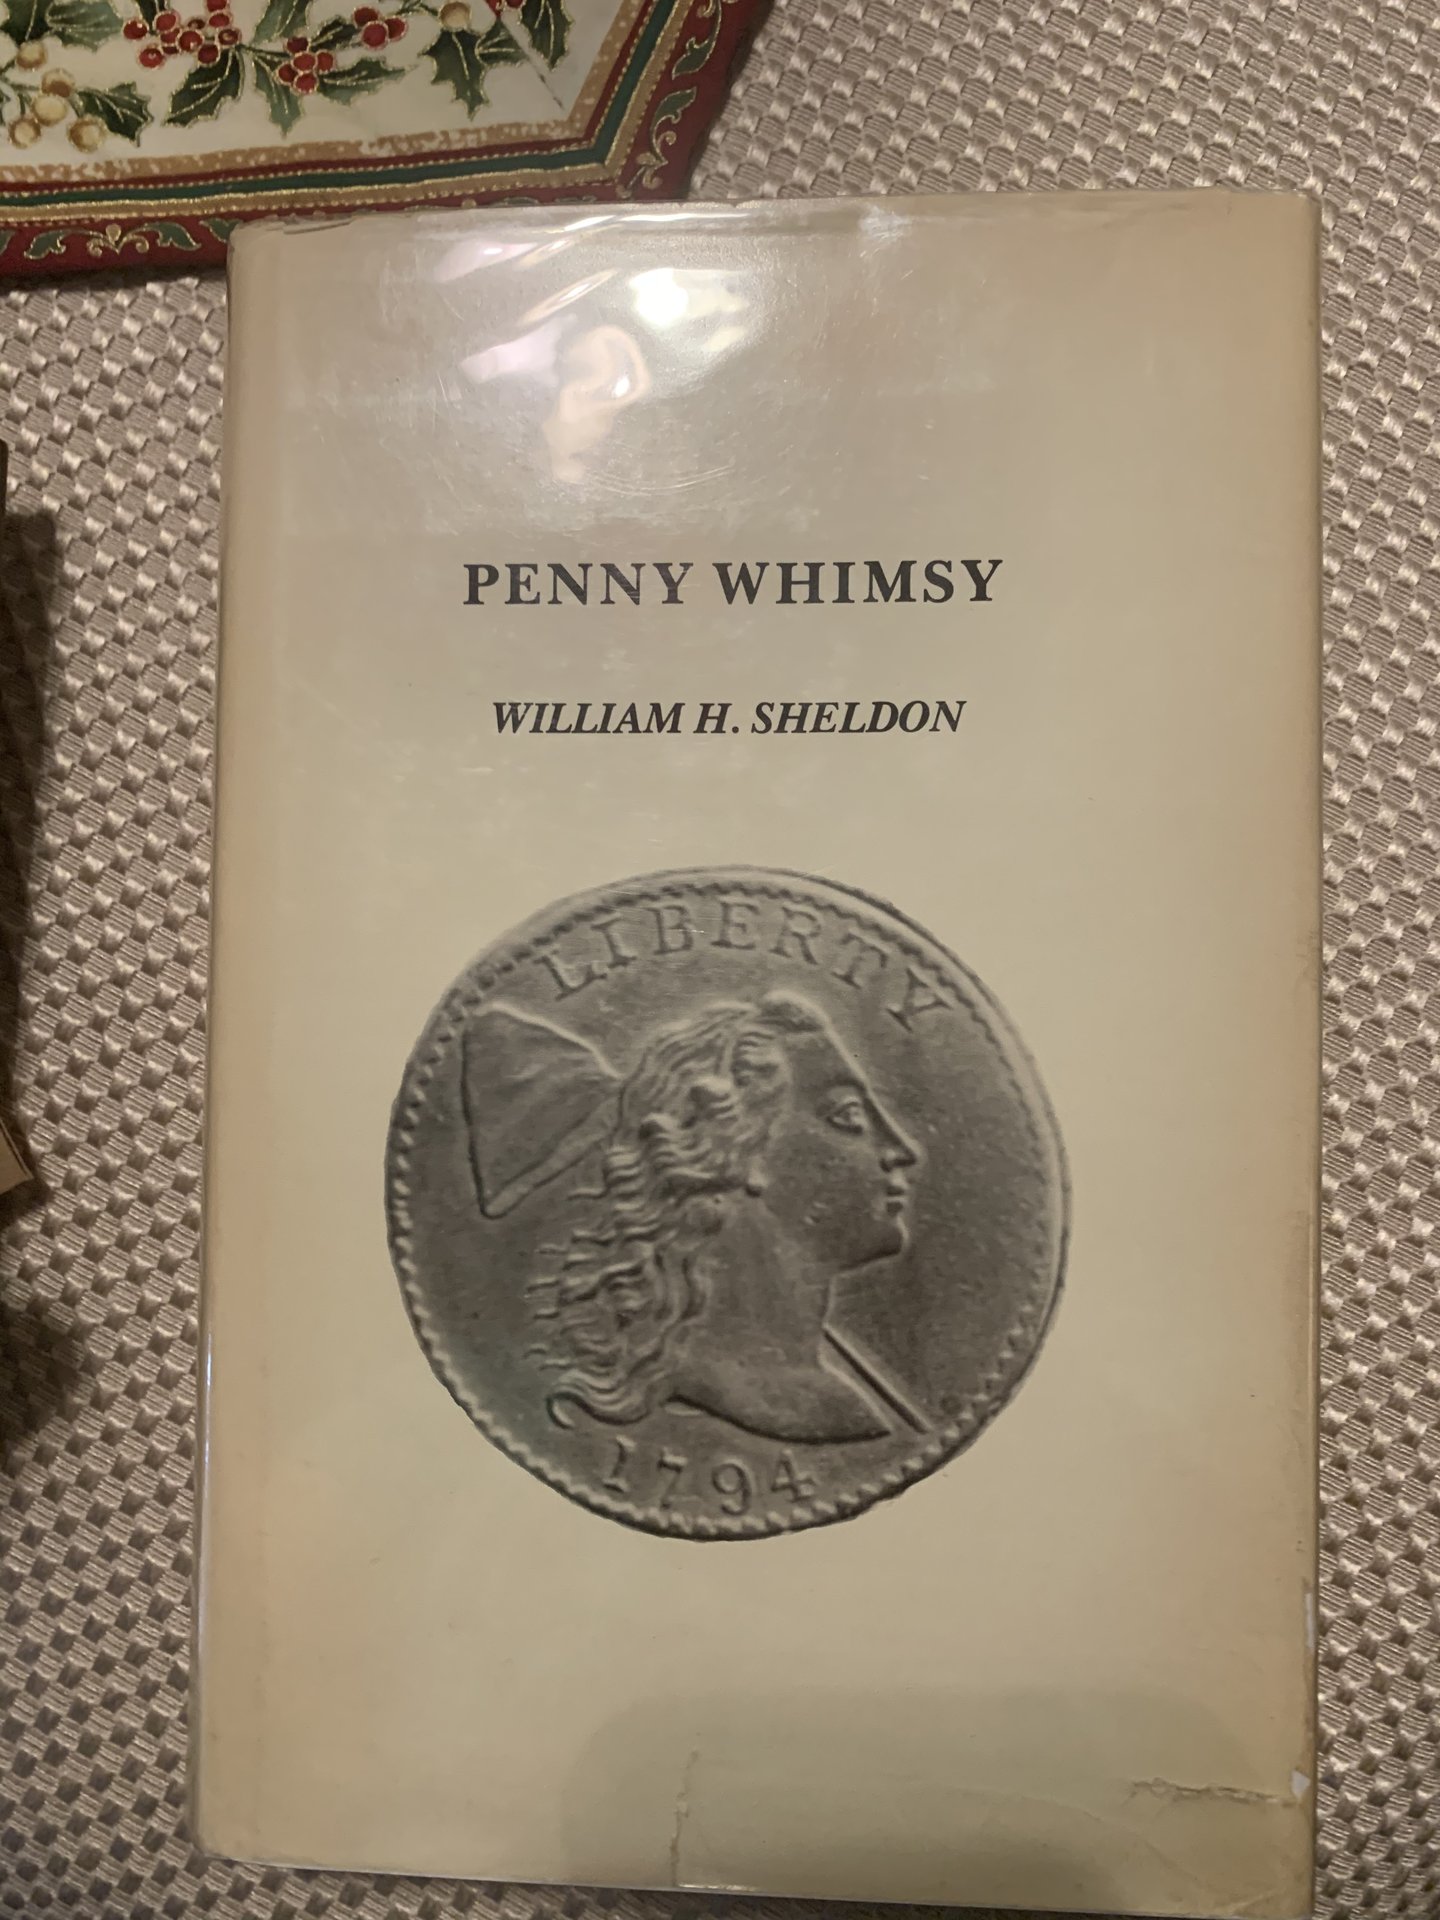 PENNY WHIMSY
WILLIAM H. SHELDON
LIBERTY
1794